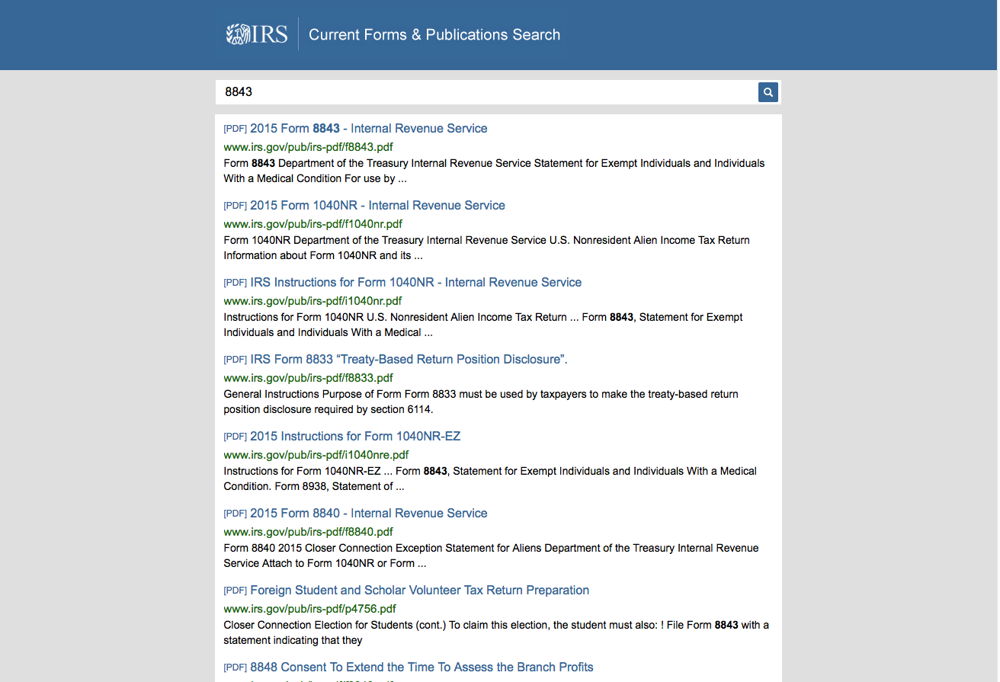 IRS
Current Forms & Publications Search
8843
[PDF] 2015 Form 8843 - Internal Revenue Service
www.irs.gov/pub/irs-pdf/f8843.pdf
Form 8843 Department of the Treasury Internal Revenue Service Statement for Exempt Individuals and Individuals
With a Medical Condition For use by ...
[PDF] 2015 Form 1040NR - Internal Revenue Service
www.irs.gov/pub/irs-pdf/f1040nr.pdf
Form 1040NR Department of the Treasury Internal Revenue Service U.S. Nonresident Alien Income Tax Return
Information about Form 1040NR and its ...
[PDF] IRS Instructions for Form 1040NR - Internal Revenue Service
www.irs.gov/pub/irs-pdf/i1040nr.pdf
Instructions for Form 1040NR U.S. Nonresident Alien Income Tax Return ... Form 8843, Statement for Exempt
Individuals and Individuals With a Medical ...
[PDF] IRS Form 8833 “Treaty-Based Return Position Disclosure”.
www.irs.gov/pub/irs-pdf/f8833.pdf
General Instructions Purpose of Form Form 8833 must be used by taxpayers to make the treaty-based return
position disclosure required by section 6114.
[PDF] 2015 Instructions for Form 1040NR-EZ
www.irs.gov/pub/irs-pdf/i1040nre.pdf
Instructions for Form 1040NR-EZ ... Form 8843, Statement for Exempt Individuals and Individuals With a Medical
Condition. Form 8938, Statement of ...
[PDF] 2015 Form 8840 - Internal Revenue Service
www.irs.gov/pub/irs-pdf/f8840.pdf
Form 8840 2015 Closer Connection Exception Statement for Aliens Department of the Treasury Internal Revenue
Service Attach to Form 1040NR or Form ...
[PDF] Foreign Student and Scholar Volunteer Tax Return Preparation
www.irs.gov/pub/irs-pdf/p4756.pdf
Closer Connection Election for Students (cont.) To claim this election, the student must also: ! File Form 8843 with a
statement indicating that they
[PDF] 8848 Consent To Extend the Time To Assess the Branch Profits